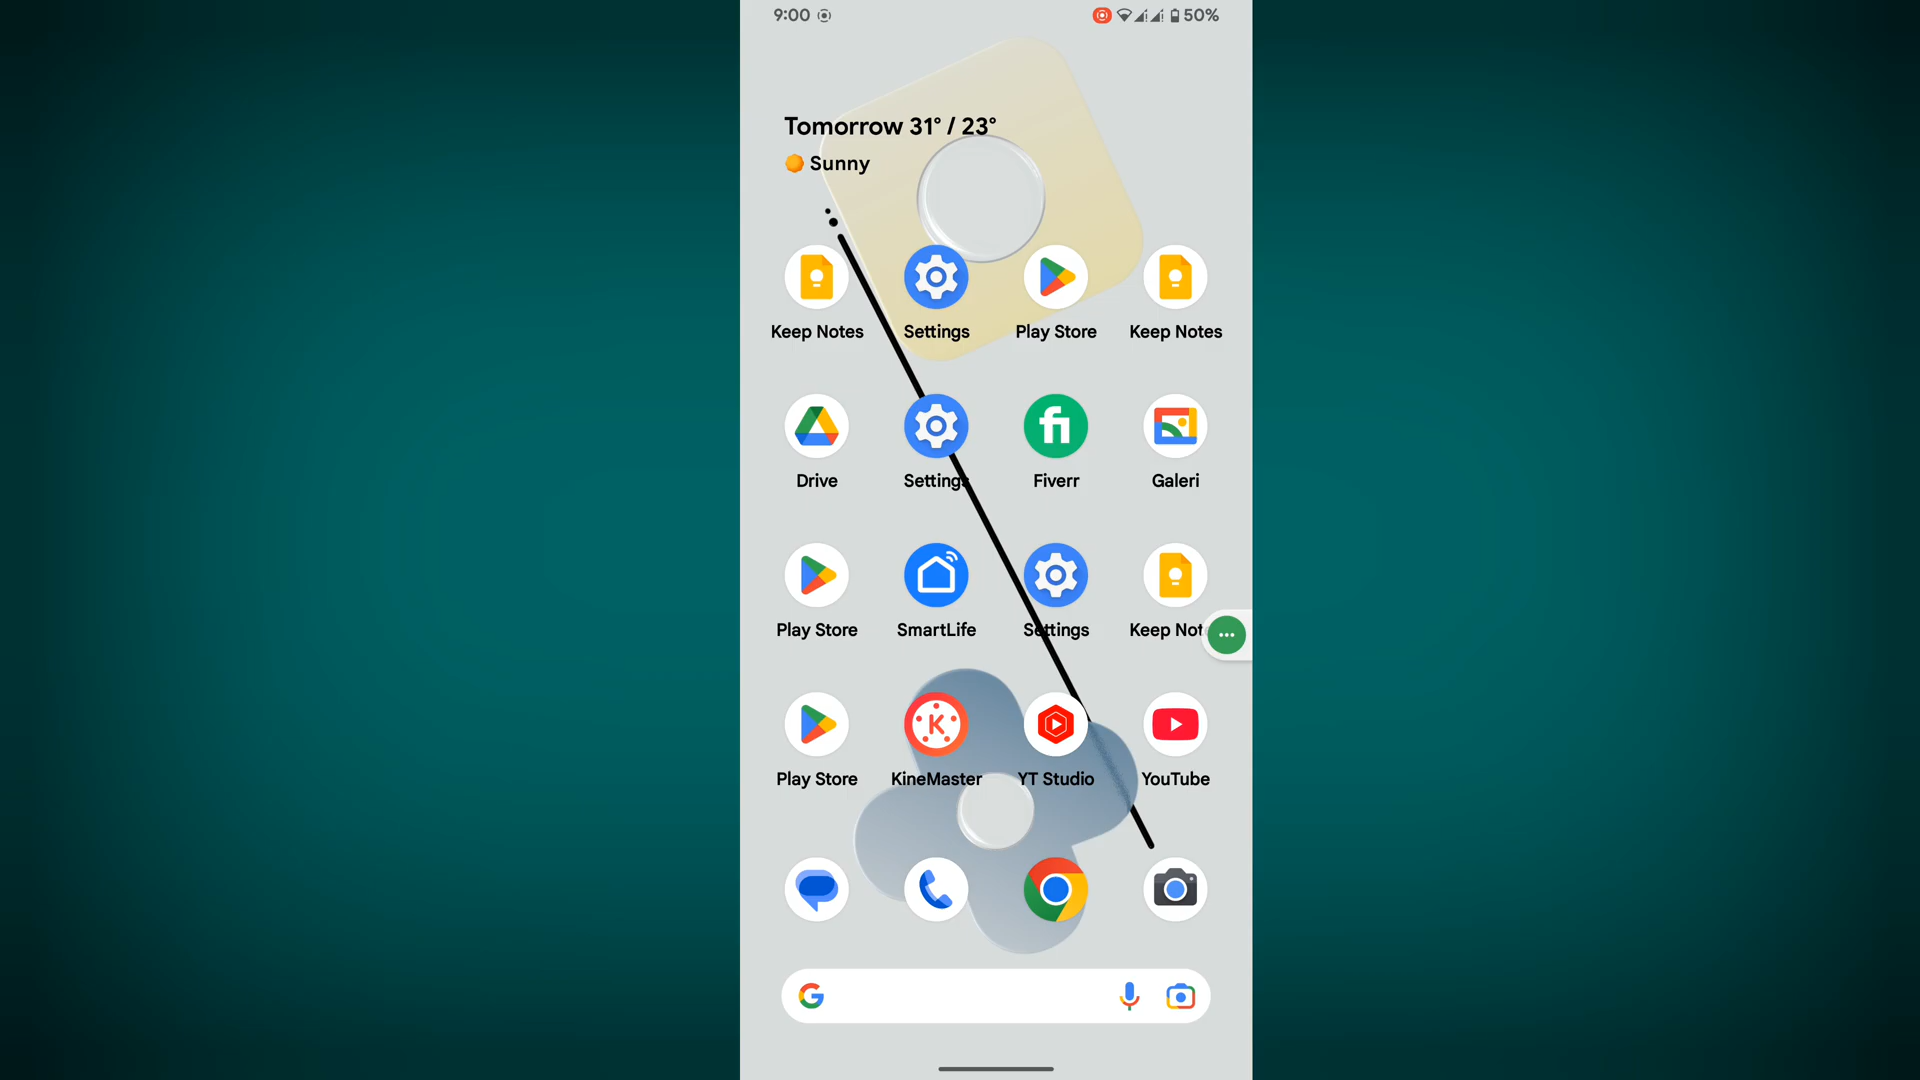 9:00 50%
Tomorrow 31° / 23°
Sunny
Keep Notes Settings Play Store Keep Notes
Drive Settings Fiverr Galeri
Play Store SmartLife Settings Keep Not
Play Store KineMaster YT Studio YouTube